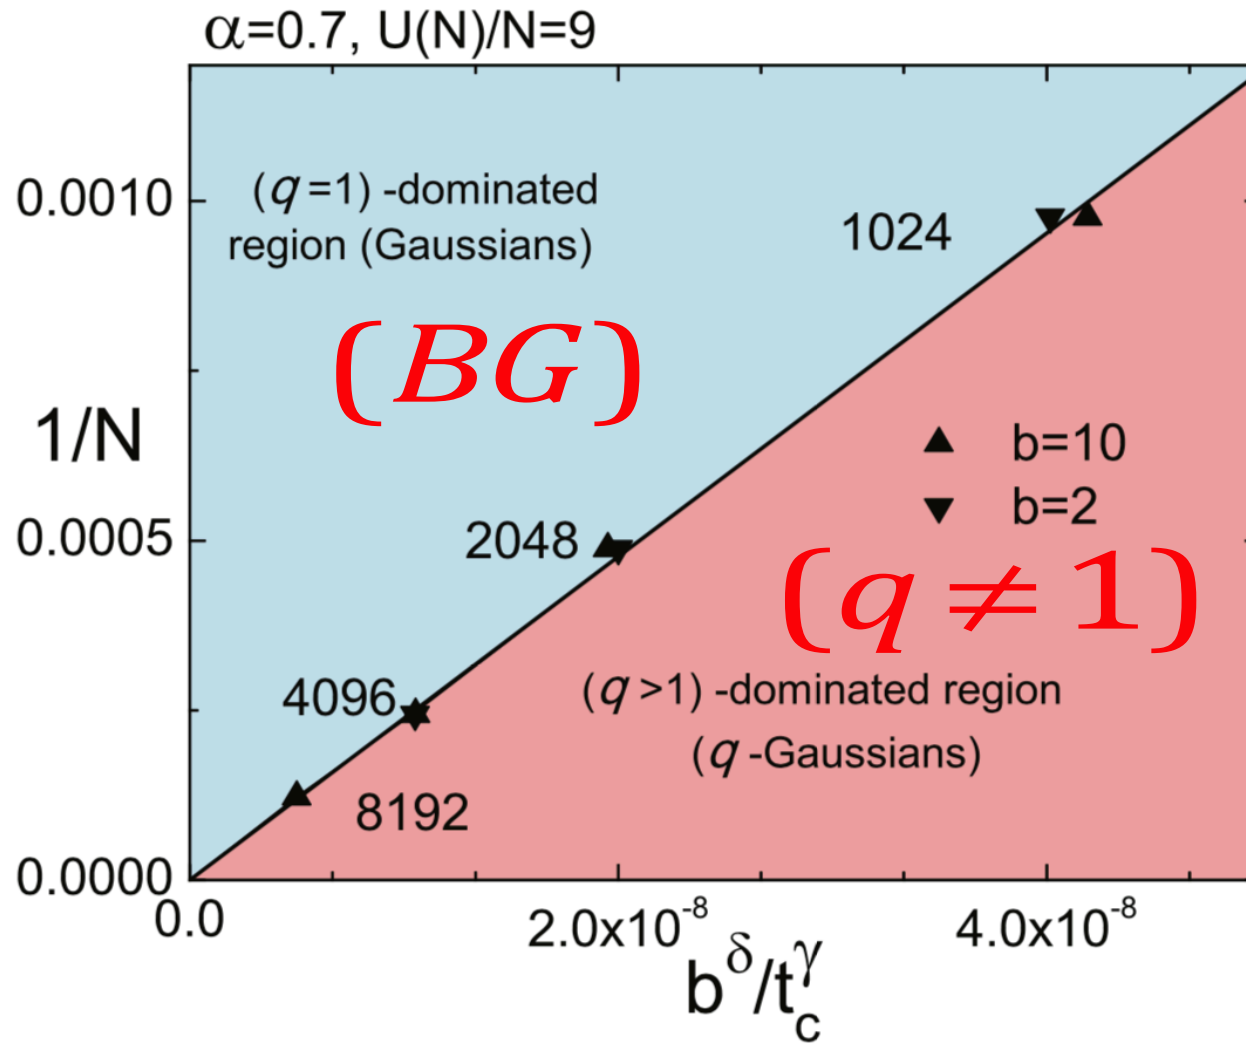 α=0.7, U(N)/N=9
0.0010
(q=1) -dominated
region (Gaussians)
1024
(BG)
1/N
b=10
b=2
0.0005
2048
(q ≠ 1)
4096
(q >1) -dominated region
(q -Gaussians)
8192
0.0000
0.0
2.0x10⁻⁸
4.0x10⁻⁸
b^δ/t_c^γ